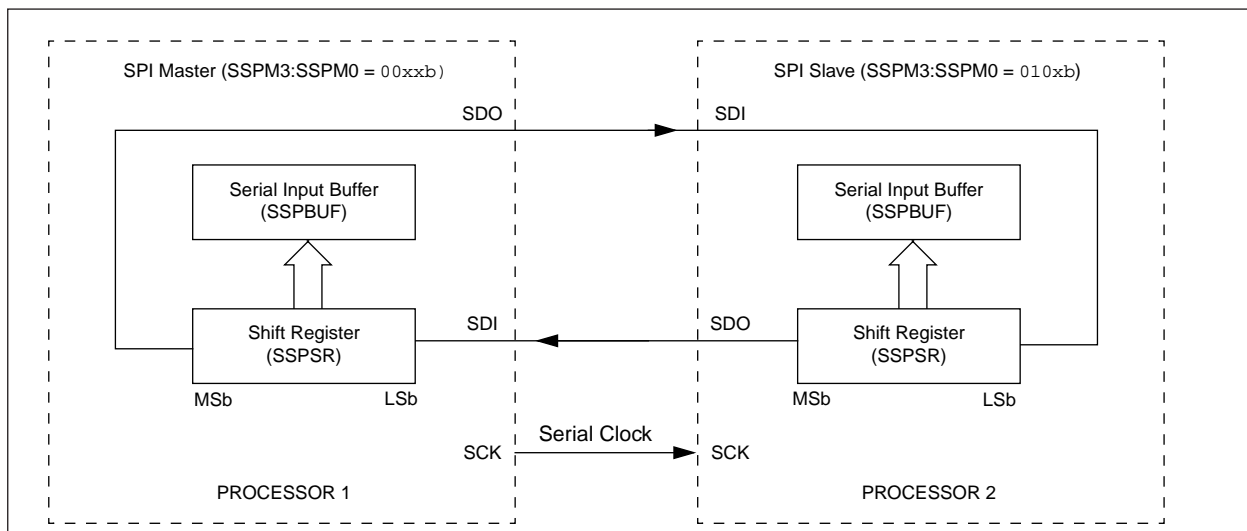 SPI Master (SSPM3:SSPM0 = 00xxb)
SPI Slave (SSPM3:SSPM0 = 010xb)
SDO
SDI
Serial Input Buffer
(SSPBUF)
Serial Input Buffer
(SSPBUF)
Shift Register
(SSPSR)
SDI
SDO
Shift Register
(SSPSR)
MSb
LSb
MSb
LSb
SCK
Serial Clock
SCK
PROCESSOR 1
PROCESSOR 2